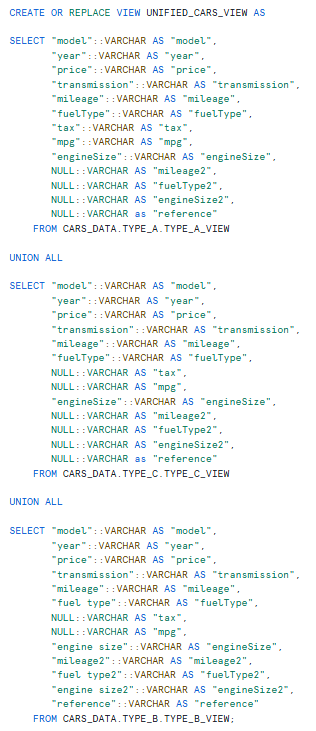 CREATE OR REPLACE VIEW UNIFIED_CARS_VIEW AS
SELECT "model"::VARCHAR AS "model",
"year"::VARCHAR AS "year",
"price"::VARCHAR AS "price",
"transmission"::VARCHAR AS "transmission",
"mileage"::VARCHAR AS "mileage",
"fuelType"::VARCHAR AS "fuelType",
"tax"::VARCHAR AS "tax",
"mpg"::VARCHAR AS "mpg",
"engineSize"::VARCHAR AS "engineSize",
NULL::VARCHAR AS "mileage2",
NULL::VARCHAR AS "fuelType2",
NULL::VARCHAR AS "engineSize2",
NULL::VARCHAR as "reference"
FROM CARS_DATA.TYPE_A.TYPE_A_VIEW
UNION ALL
SELECT "model"::VARCHAR AS "model",
"year"::VARCHAR AS "year",
"price"::VARCHAR AS "price",
"transmission"::VARCHAR AS "transmission",
"mileage"::VARCHAR AS "mileage",
"fuelType"::VARCHAR AS "fuelType",
NULL::VARCHAR AS "tax",
NULL::VARCHAR AS "mpg",
"engineSize"::VARCHAR AS "engineSize",
NULL::VARCHAR AS "mileage2",
NULL::VARCHAR AS "fuelType2",
NULL::VARCHAR AS "engineSize2",
NULL::VARCHAR as "reference"
FROM CARS_DATA.TYPE_C.TYPE_C_VIEW
UNION ALL
SELECT "model"::VARCHAR AS "model",
"year"::VARCHAR AS "year",
"price"::VARCHAR AS "price",
"transmission"::VARCHAR AS "transmission",
"mileage"::VARCHAR AS "mileage",
"fuel type"::VARCHAR AS "fuelType",
NULL::VARCHAR AS "tax",
NULL::VARCHAR AS "mpg",
"engine size"::VARCHAR AS "engineSize",
"mileage2"::VARCHAR AS "mileage2",
"fuel type2"::VARCHAR AS "fuelType2",
"engine size2"::VARCHAR AS "engineSize2",
"reference"::VARCHAR AS "reference"
FROM CARS_DATA.TYPE_B.TYPE_B_VIEW;